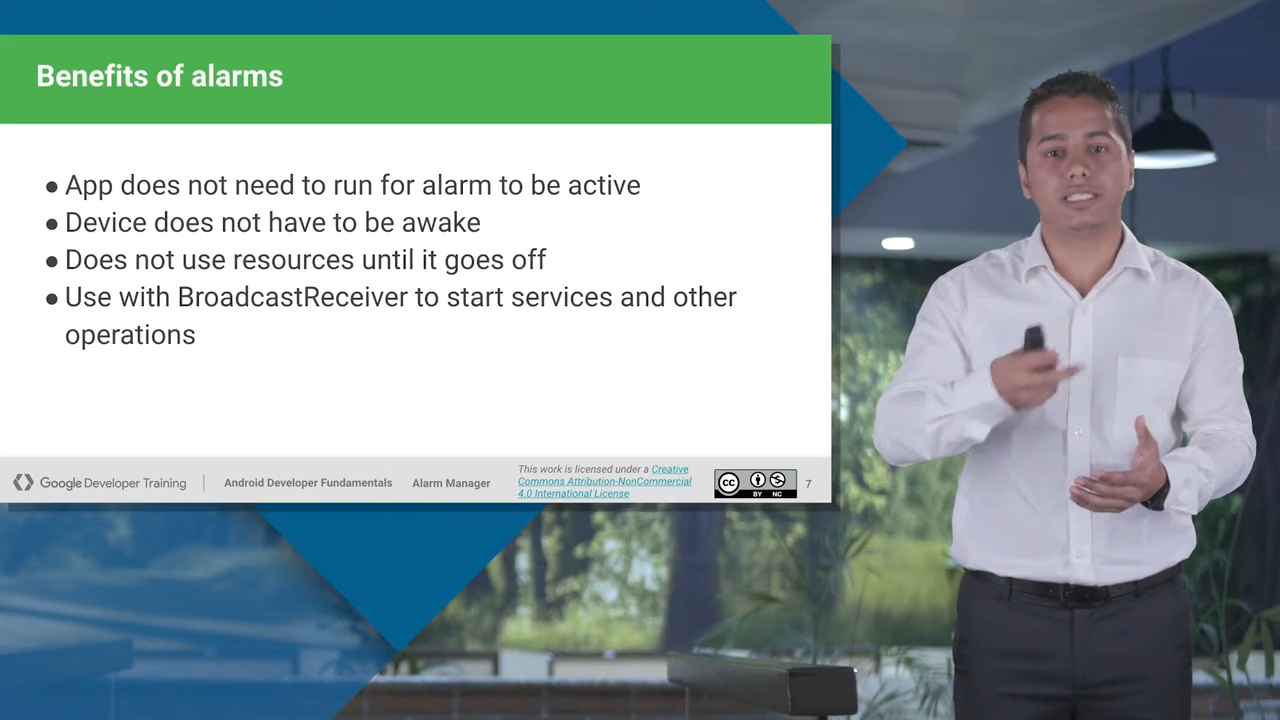 Benefits of alarms
● App does not need to run for alarm to be active
● Device does not have to be awake
● Does not use resources until it goes off
● Use with BroadcastReceiver to start services and other
operations
Google Developer Training
Android Developer Fundamentals
Alarm Manager
This work is licensed under a Creative
Commons Attribution-NonCommercial
4.0 International License
cc
BY NC
7